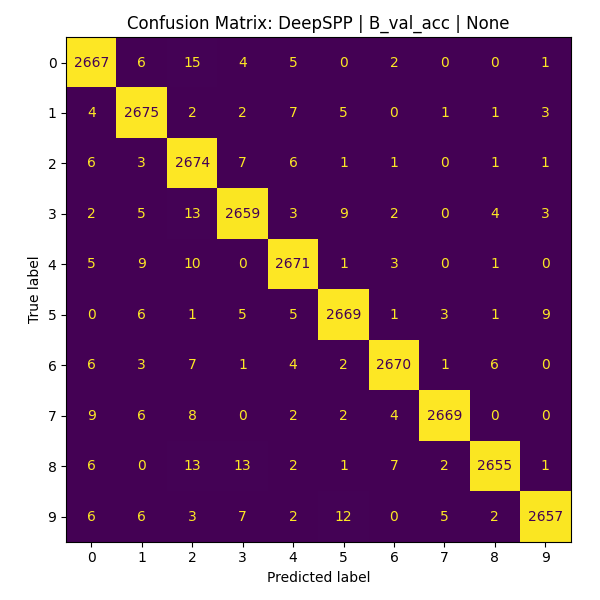 Confusion Matrix: DeepSPP | B_val_acc | None
0 2667 6 15 4 5 0 2 0 0 1
1 4 2675 2 2 7 5 0 1 1 3
2 6 3 2674 7 6 1 1 0 1 1
3 2 5 13 2659 3 9 2 0 4 3
4 5 9 10 0 2671 1 3 0 1 0
5 0 6 1 5 5 2669 1 3 1 9
6 6 3 7 1 4 2 2670 1 6 0
7 9 6 8 0 2 2 4 2669 0 0
8 6 0 13 13 2 1 7 2 2655 1
9 6 6 3 7 2 12 0 5 2 2657
0 1 2 3 4 5 6 7 8 9
True label
Predicted label